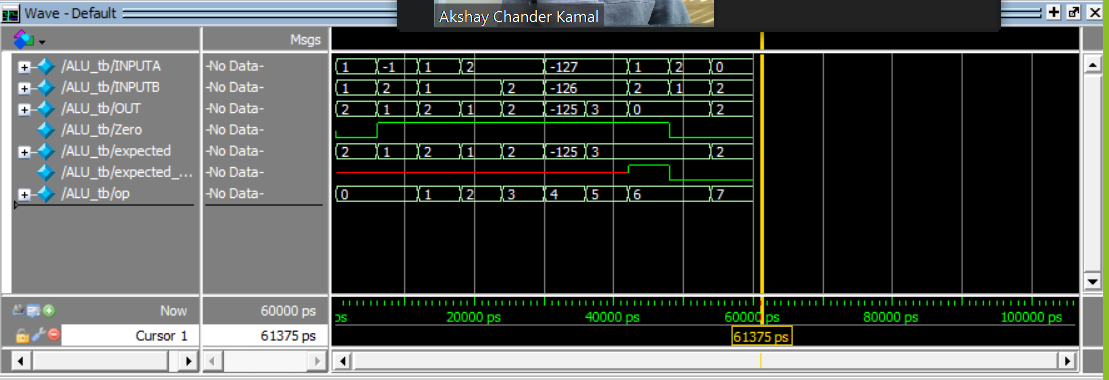 Akshay Chander Kamal
Wave - Default
Msgs
/ALU_tb/INPUTA -No Data- 1 -1 1 2 -127 1 2 0
/ALU_tb/INPUTB -No Data- 1 2 1 2 -126 2 1 2
/ALU_tb/OUT -No Data- 2 1 2 1 2 -125 3 0 2
/ALU_tb/Zero -No Data-
/ALU_tb/expected -No Data- 2 1 2 1 2 -125 3 2
/ALU_tb/expected_... -No Data-
/ALU_tb/op -No Data- 0 1 2 3 4 5 6 7
Now 60000 ps ps 20000 ps 40000 ps 60000 ps 80000 ps 100000 ps
Cursor 1 61375 ps 61375 ps